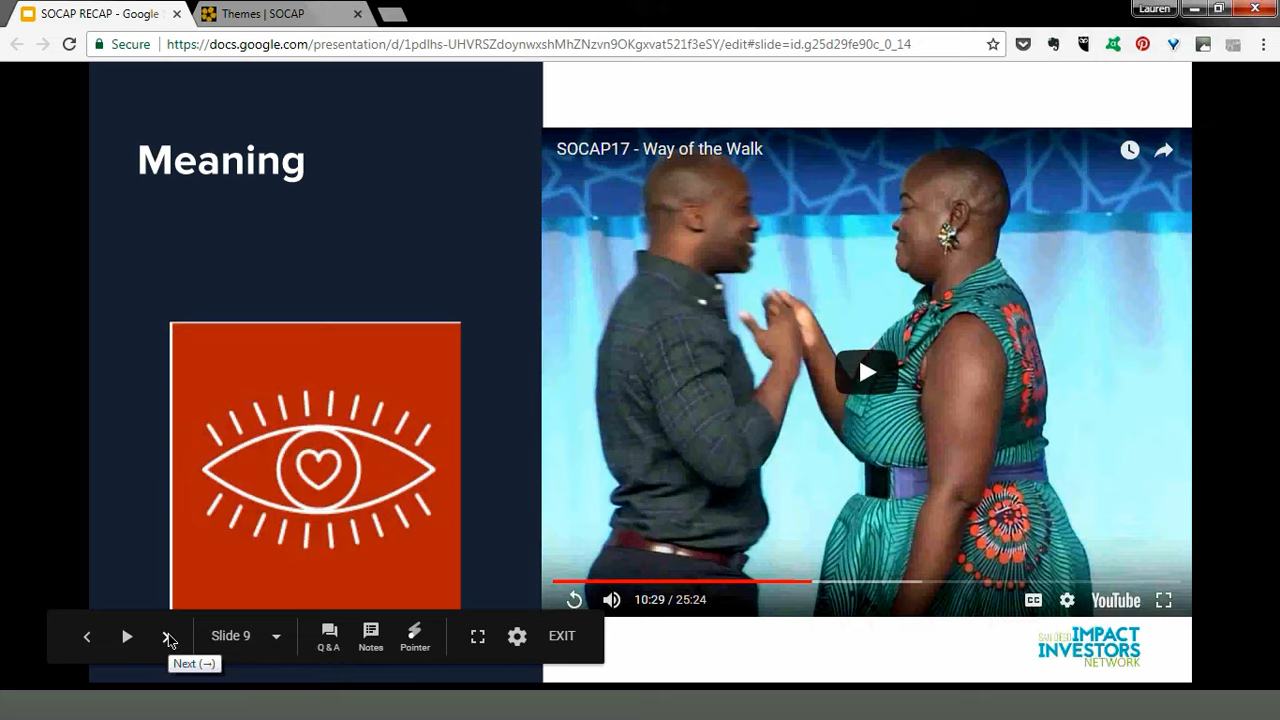 SOCAP RECAP - Google
Themes | SOCAP
Lauren
Secure
https://docs.google.com/presentation/d/1pdlhs-UHVRSZdoynwxshMhZNzvn9OKgxvat521f3eSY/edit#slide=id.g25d29fe90c_0_14
Meaning
SOCAP17 - Way of the Walk
10:29 / 25:24
CC
YouTube
Slide 9
Q & A
Notes
Pointer
EXIT
Next (→)
SAN DIEGO IMPACT
INVESTORS
NETWORK